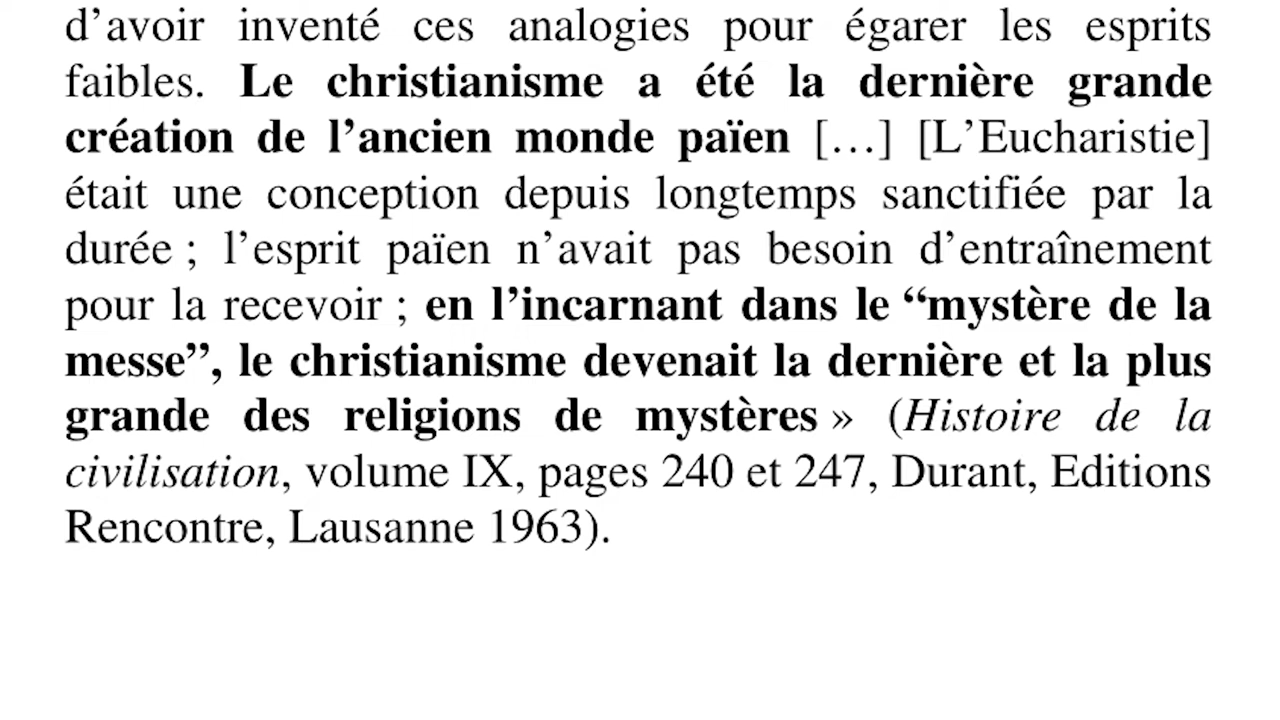 d’avoir inventé ces analogies pour égarer les esprits
faibles. Le christianisme a été la dernière grande
création de l’ancien monde païen […] [L’Eucharistie]
était une conception depuis longtemps sanctifiée par la
durée ; l’esprit païen n’avait pas besoin d’entraînement
pour la recevoir ; en l’incarnant dans le “mystère de la
messe”, le christianisme devenait la dernière et la plus
grande des religions de mystères » (Histoire de la
civilisation, volume IX, pages 240 et 247, Durant, Editions
Rencontre, Lausanne 1963).